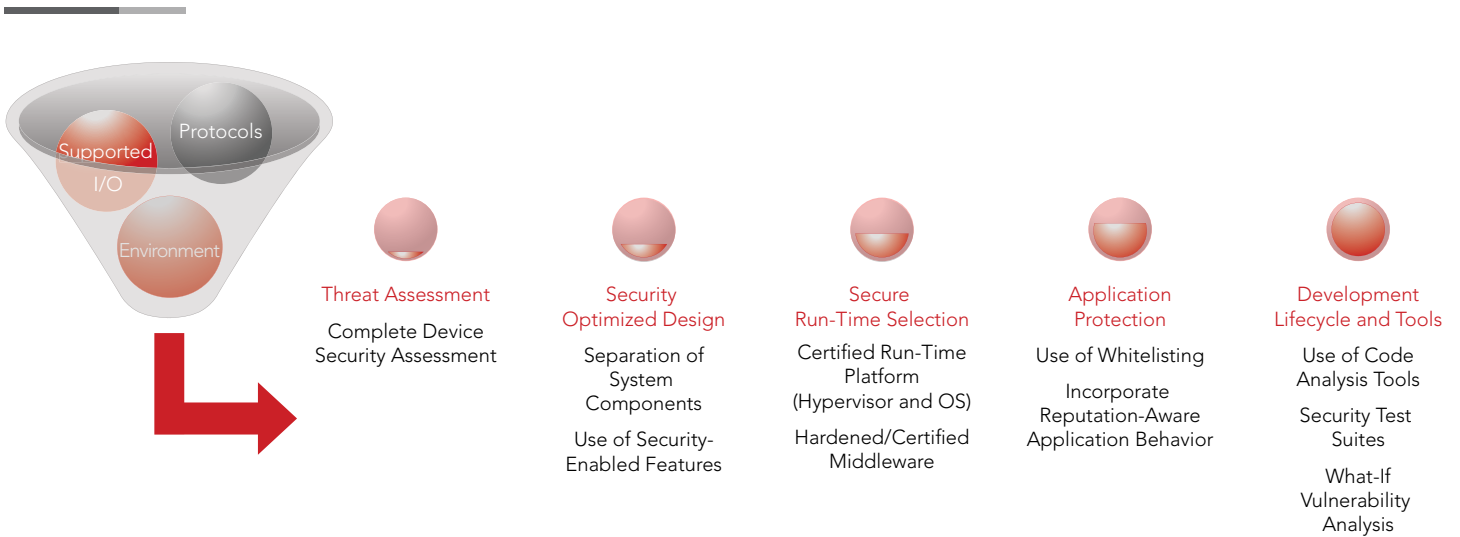 Protocols
Supported
I/O
Environment
Threat Assessment
Complete Device
Security Assessment
Security
Optimized Design
Separation of
System
Components
Use of Security-
Enabled Features
Secure
Run-Time Selection
Certified Run-Time
Platform
(Hypervisor and OS)
Hardened/Certified
Middleware
Application
Protection
Use of Whitelisting
Incorporate
Reputation-Aware
Application Behavior
Development
Lifecycle and Tools
Use of Code
Analysis Tools
Security Test
Suites
What-If
Vulnerability
Analysis